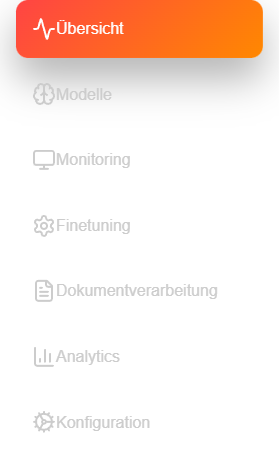 Übersicht
Modelle
Monitoring
Finetuning
Dokumentverarbeitung
Analytics
Konfiguration